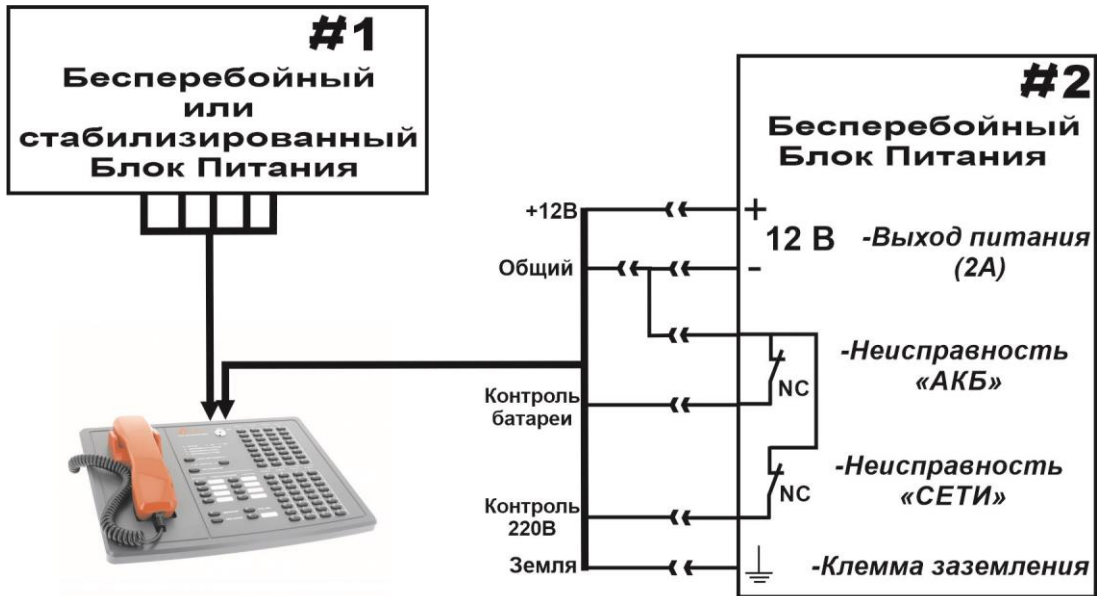 #1
Бесперебойный
или
стабилизированный
Блок Питания
#2
Бесперебойный
Блок Питания
+12В
+
12 В
-Выход питания
(2А)
Общий
-
-Неисправность
«АКБ»
NC
Контроль
батареи
-Неисправность
«СЕТИ»
NC
Контроль
220В
Земля
-Клемма заземления